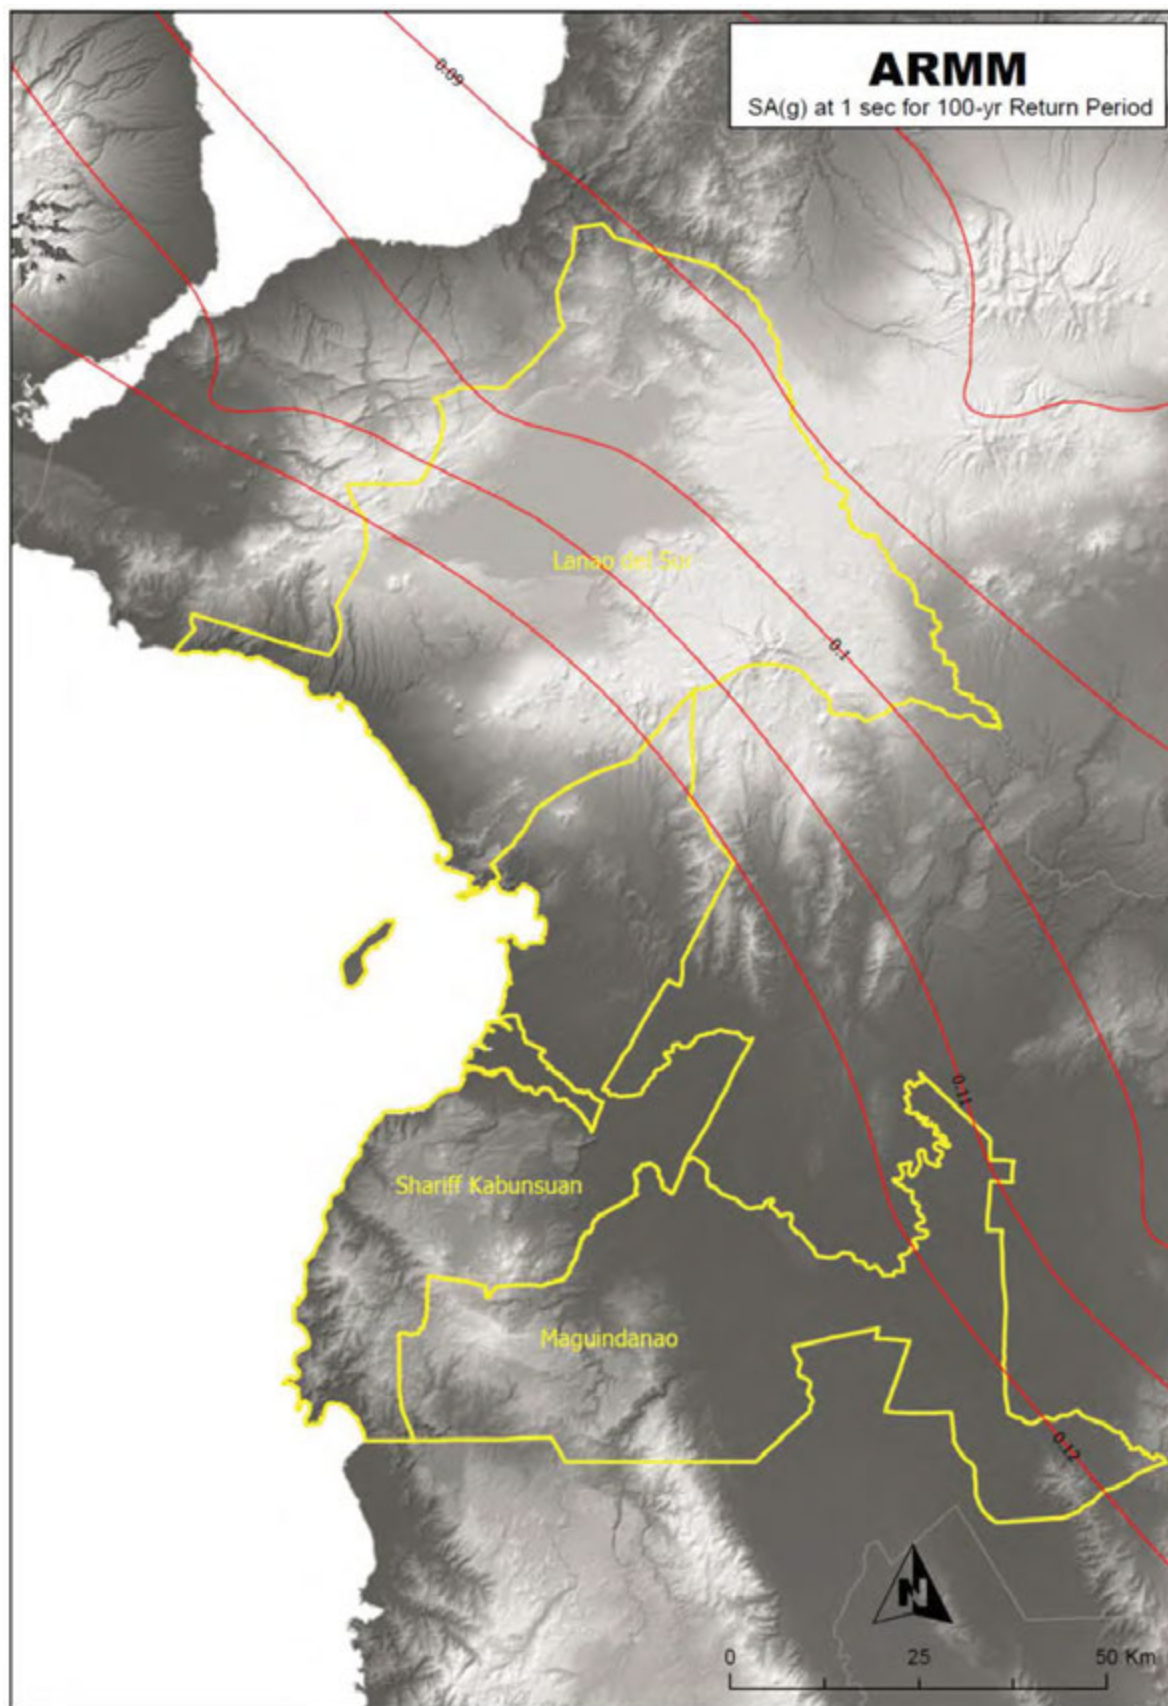 ARMM
SA(g) at 1 sec for 100-yr Return Period
0.09
Lanao del Sur
0.1
0.11
Shariff Kabunsuan
Maguindanao
0.12
N
0 25 50 Km